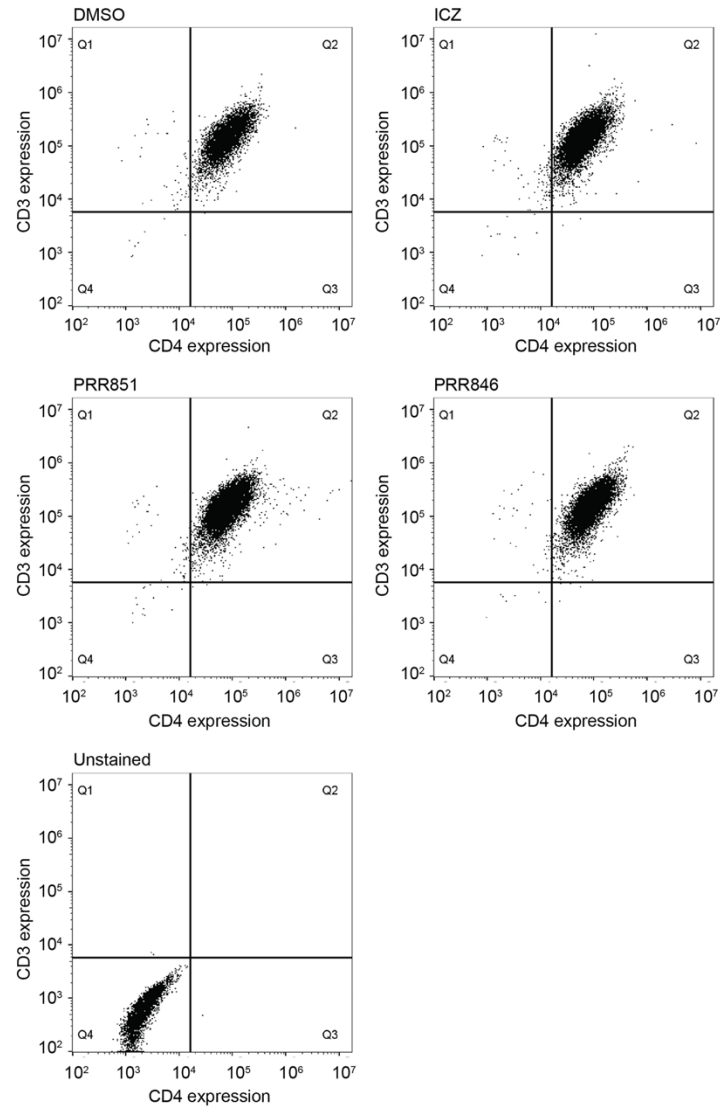 DMSO
Q1
Q2
Q4
Q3
10⁷
10⁶
10⁵
10⁴
10³
10²
CD3 expression
10² 10³ 10⁴ 10⁵ 10⁶ 10⁷
CD4 expression
ICZ
Q1
Q2
Q4
Q3
10⁷
10⁶
10⁵
10⁴
10³
10²
CD3 expression
10² 10³ 10⁴ 10⁵ 10⁶ 10⁷
CD4 expression
PRR851
Q1
Q2
Q4
Q3
10⁷
10⁶
10⁵
10⁴
10³
10²
CD3 expression
10² 10³ 10⁴ 10⁵ 10⁶ 10⁷
CD4 expression
PRR846
Q1
Q2
Q4
Q3
10⁷
10⁶
10⁵
10⁴
10³
10²
CD3 expression
10² 10³ 10⁴ 10⁵ 10⁶ 10⁷
CD4 expression
Unstained
Q1
Q2
Q4
Q3
10⁷
10⁶
10⁵
10⁴
10³
10²
CD3 expression
10² 10³ 10⁴ 10⁵ 10⁶ 10⁷
CD4 expression